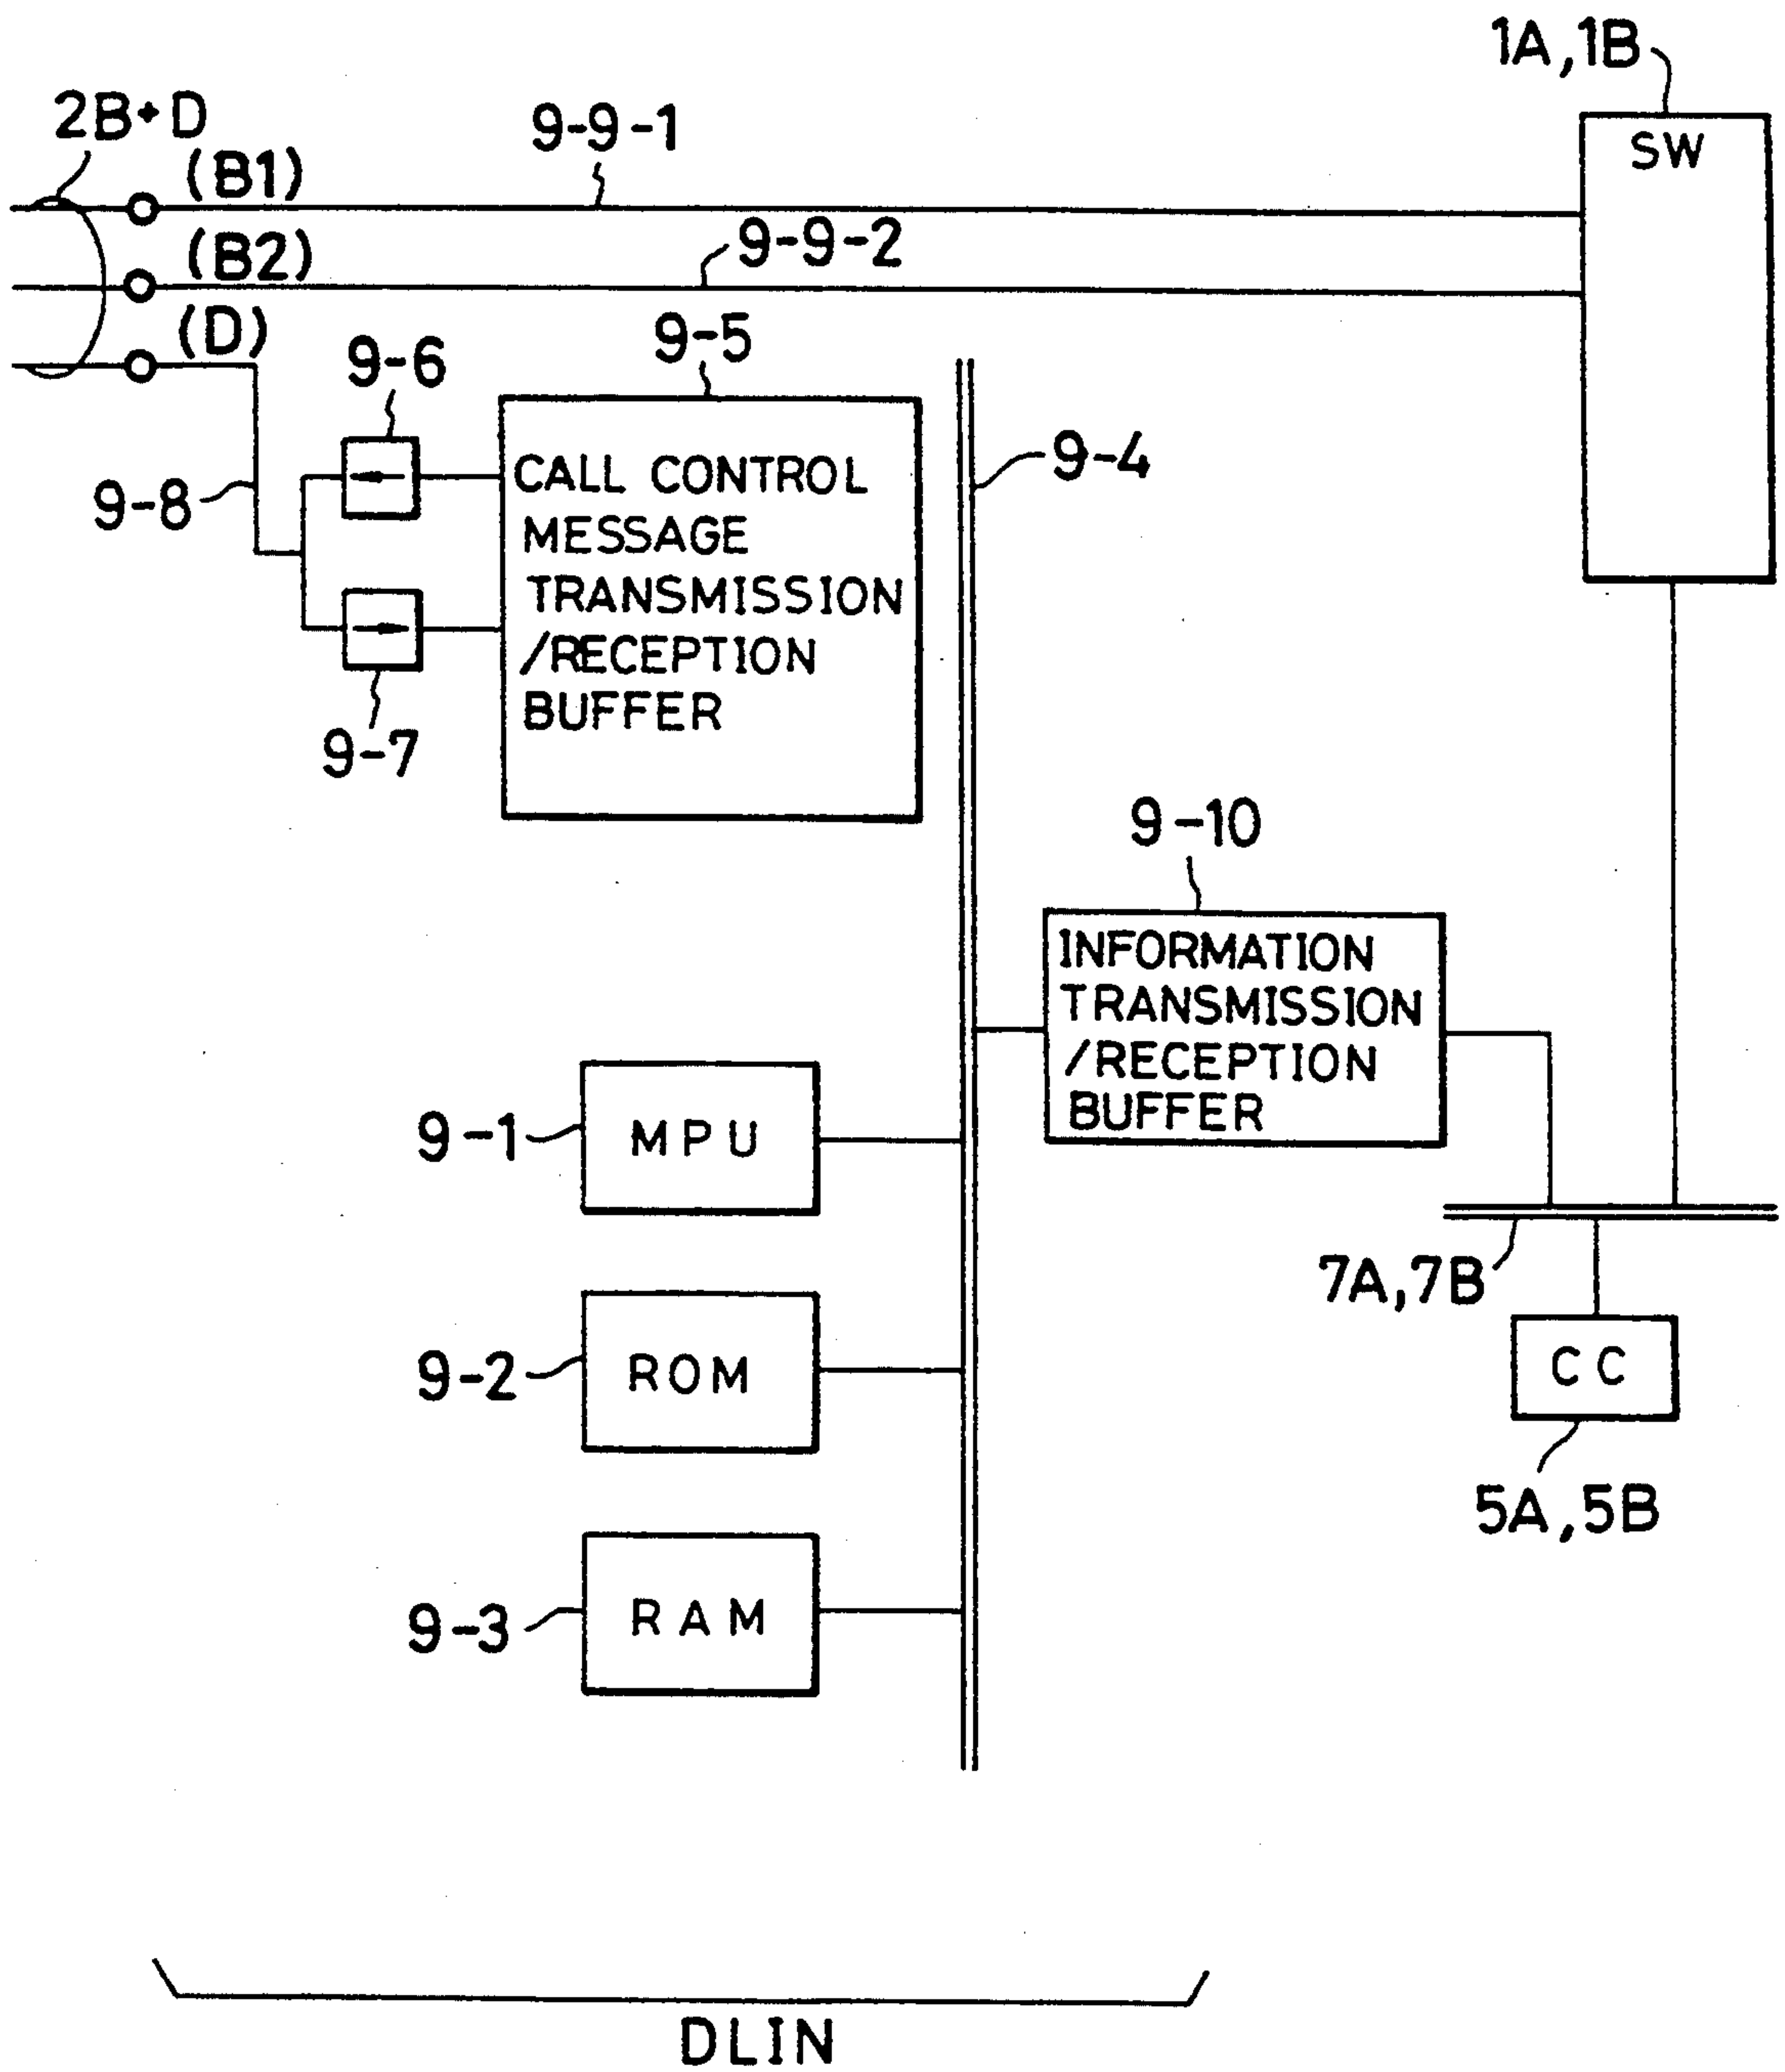 1A,1B
SW
2B+D
(B1)
9-9-1
(B2)
9-9-2
(D)
9-5
9-6
9-8
CALL CONTROL
MESSAGE
TRANSMISSION
/RECEPTION
BUFFER
9-4
9-7
9-10
INFORMATION
TRANSMISSION
/RECEPTION
BUFFER
9-1
MPU
7A,7B
9-2
ROM
CC
5A,5B
9-3
RAM
DLIN